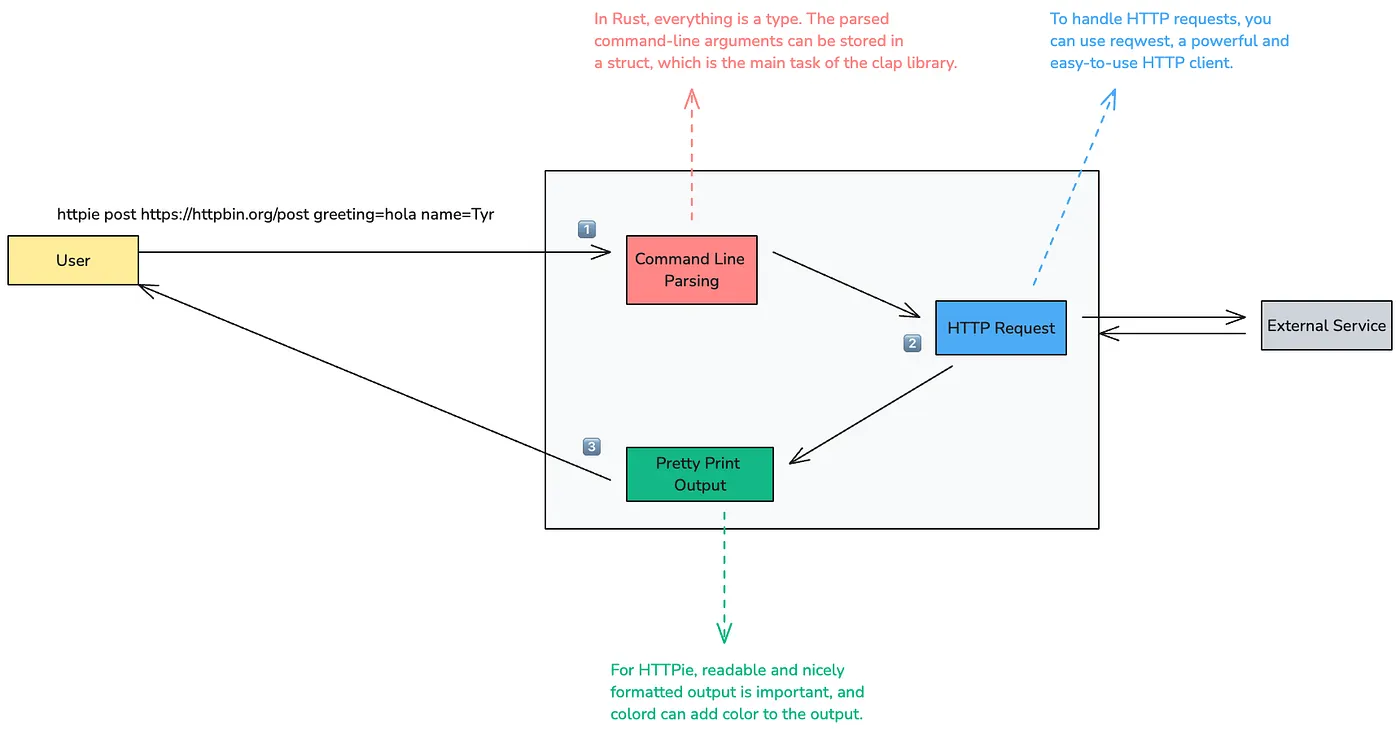 In Rust, everything is a type. The parsed
command-line arguments can be stored in
a struct, which is the main task of the clap library.
To handle HTTP requests, you
can use reqwest, a powerful and
easy-to-use HTTP client.
httpie post https://httpbin.org/post greeting=hola name=Tyr
User
1
Command Line
Parsing
2
HTTP Request
External Service
3
Pretty Print
Output
For HTTPie, readable and nicely
formatted output is important, and
colord can add color to the output.